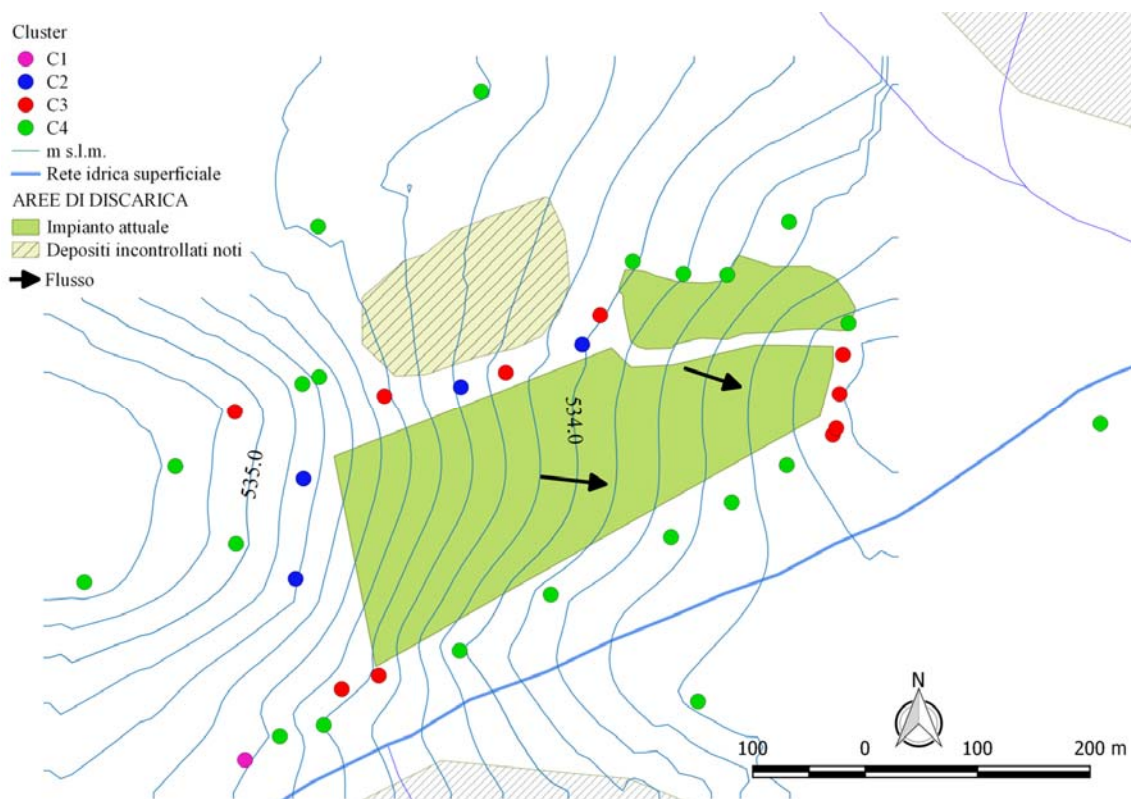 Cluster
C1
C2
C3
C4
m s.l.m.
Rete idrica superficiale
AREE DI DISCARICA
Impianto attuale
Depositi incontrollati noti
Flusso
534.0
535.0
N
100 0 100 200 m